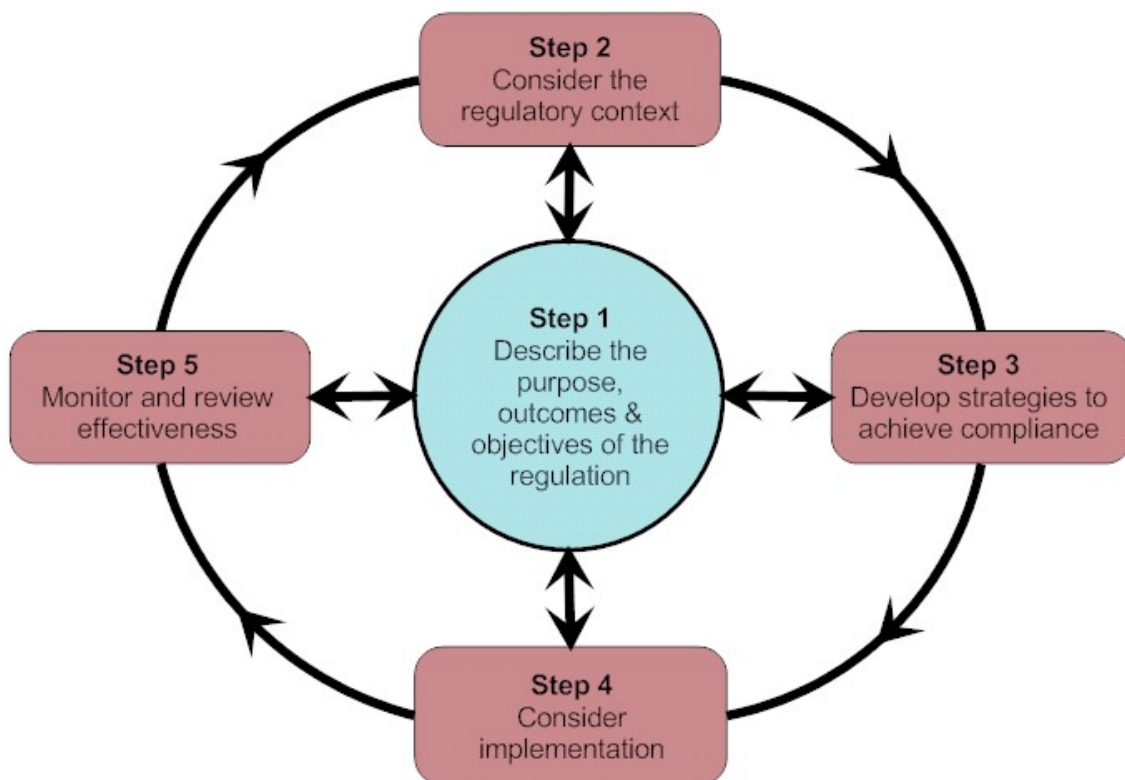 Step 2
Consider the
regulatory context
Step 1
Describe the
purpose,
outcomes &
objectives of the
regulation
Step 5
Monitor and review
effectiveness
Step 3
Develop strategies to
achieve compliance
Step 4
Consider
implementation